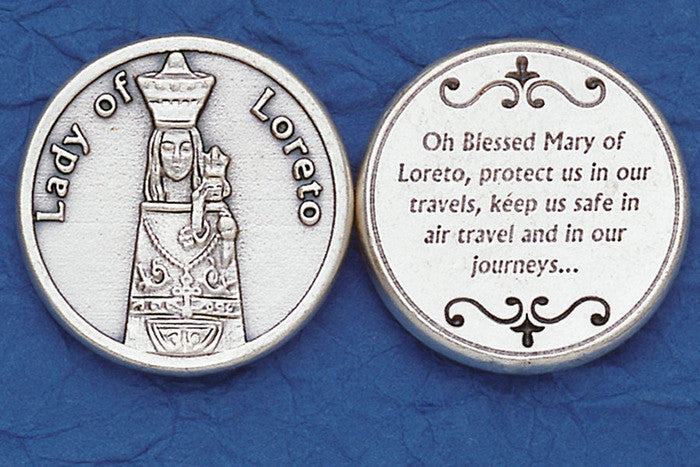 Lady of Loreto
Oh Blessed Mary of
Loreto, protect us in our
travels, kéep us safe in
air travel and in our
journeys...